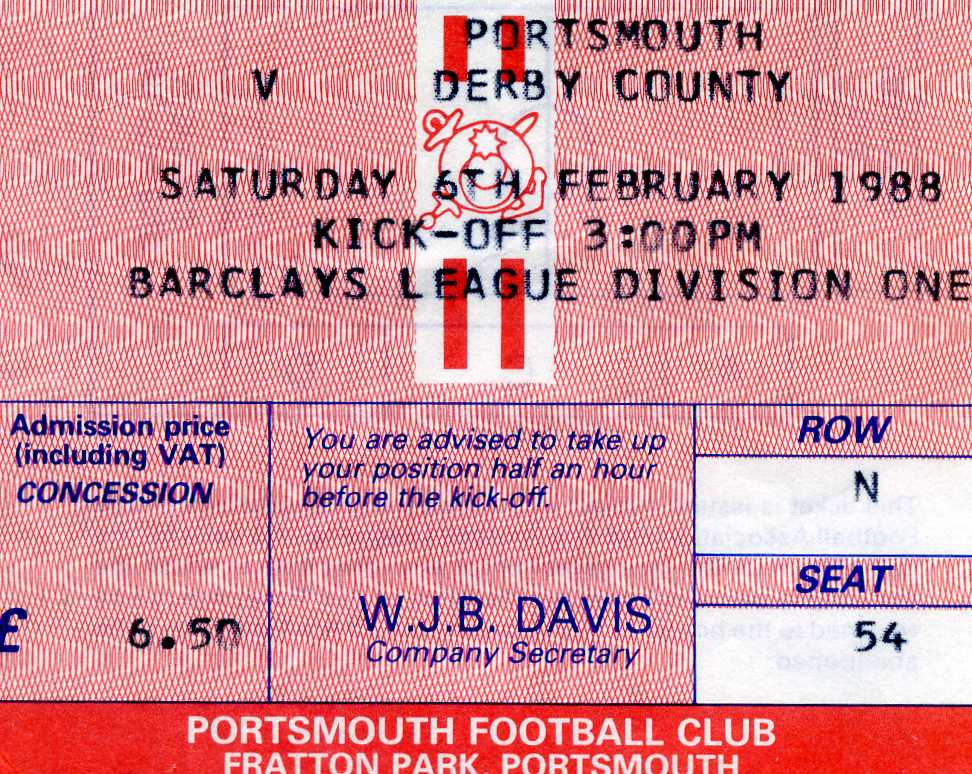 PORTSMOUTH
V DERBY COUNTY
SATURDAY 6TH FEBRUARY 1988
KICK-OFF 3:00PM
BARCLAYS LEAGUE DIVISION ONE
Admission price
(including VAT)
CONCESSION
£ 6.50
You are advised to take up
your position half an hour
before the kick-off.
W.J.B. DAVIS
Company Secretary
ROW
N
SEAT
54
PORTSMOUTH FOOTBALL CLUB
FRATTON PARK, PORTSMOUTH